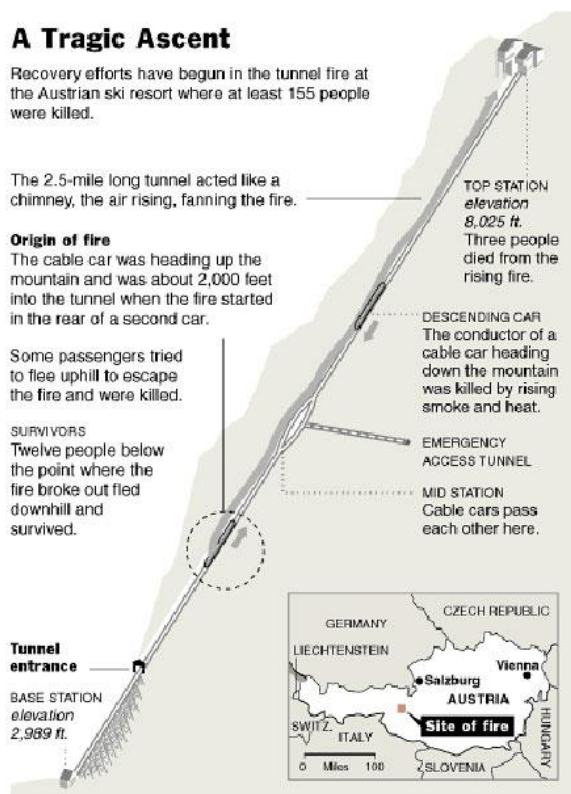 A Tragic Ascent
Recovery efforts have begun in the tunnel fire at
the Austrian ski resort where at least 155 people
were killed.
The 2.5-mile long tunnel acted like a
chimney, the air rising, fanning the fire.
Origin of fire
The cable car was heading up the
mountain and was about 2,000 feet
into the tunnel when the fire started
in the rear of a second car.
Some passengers tried
to flee uphill to escape
the fire and were killed.
SURVIVORS
Twelve people below
the point where the
fire broke out fled
downhill and
survived.
Tunnel
entrance
BASE STATION
elevation
2,989 ft.
TOP STATION
elevation
8,025 ft.
Three people
died from the
rising fire.
DESCENDING CAR
The conductor of a
cable car heading
down the mountain
was killed by rising
smoke and heat.
EMERGENCY
ACCESS TUNNEL
MID STATION
Cable cars pass
each other here.
CZECH REPUBLIC
GERMANY
LIECHTENSTEIN
Vienna
Salzburg
AUSTRIA
Site of fire
SWITZ.
ITALY
HUNGARY
0 Miles 100
SLOVENIA